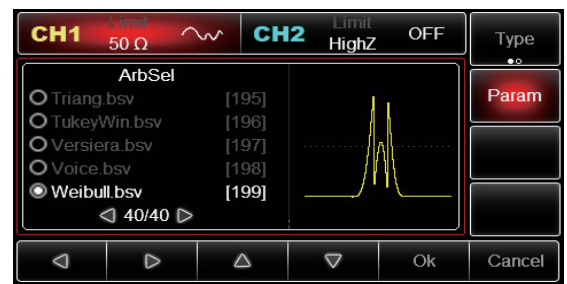 CH1 Limit 50 Ω CH2 Limit HighZ OFF Type
ArbSel
Param
Triang.bsv [195]
TukeyWin.bsv [196]
Versiera.bsv [197]
Voice.bsv [198]
Weibull.bsv [199]
40/40
Ok Cancel